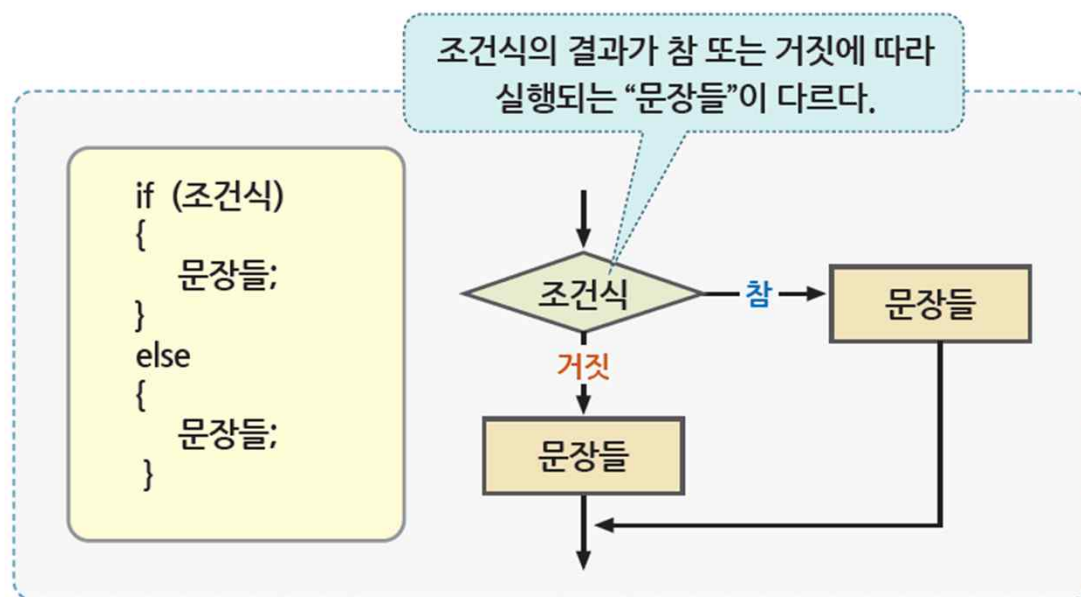 조건식의 결과가 참 또는 거짓에 따라
실행되는 “문장들”이 다르다.
if (조건식)
{
문장들;
}
else
{
문장들;
}
조건식
참
문장들
거짓
문장들